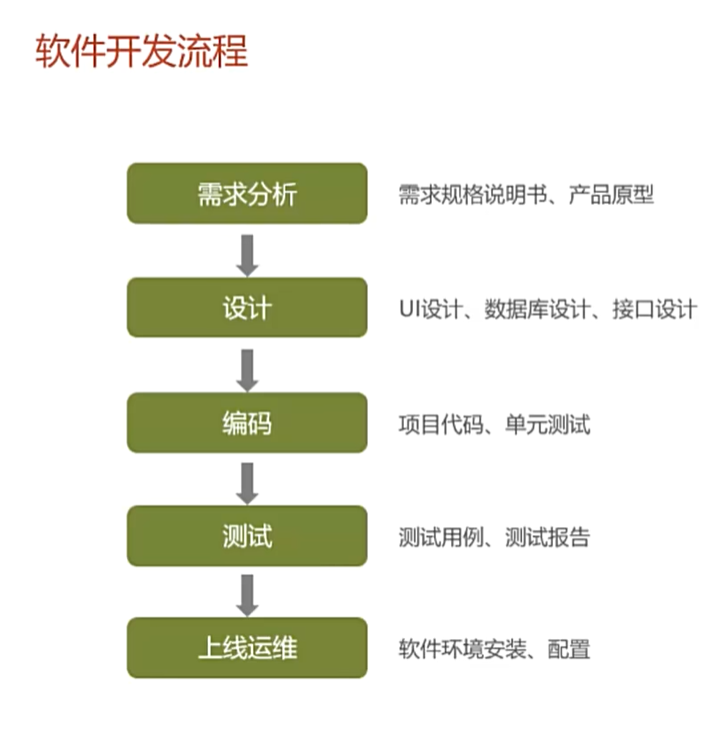 软件开发流程
需求分析
需求规格说明书、产品原型
设计
UI设计、数据库设计、接口设计
编码
项目代码、单元测试
测试
测试用例、测试报告
上线运维
软件环境安装、配置